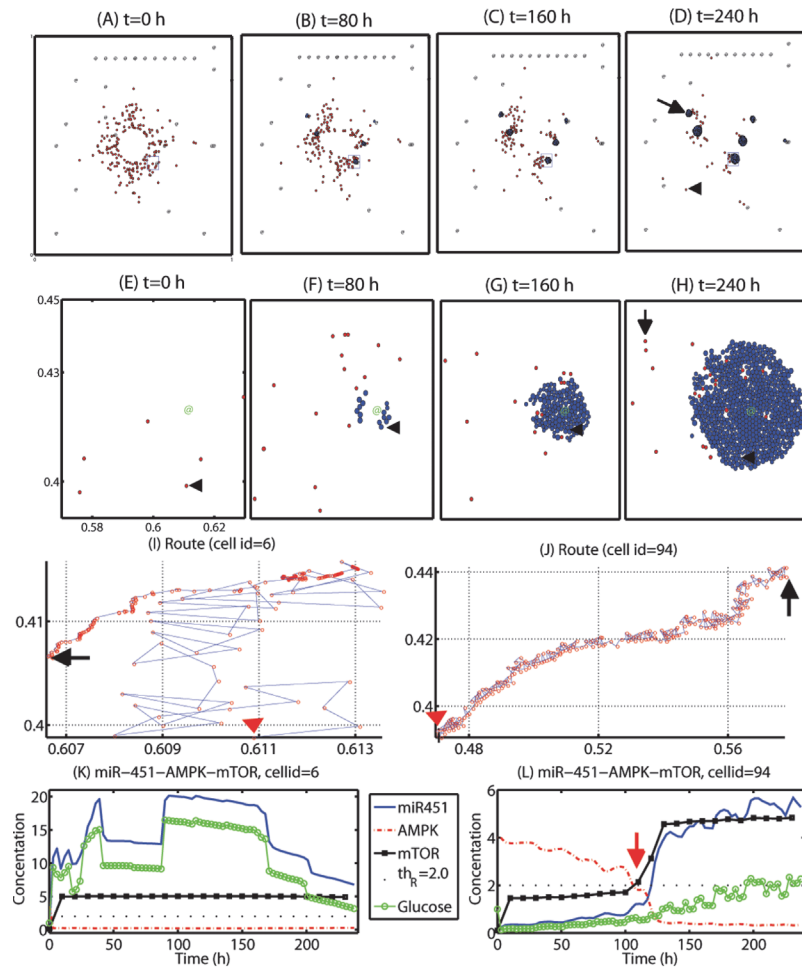 (A) t=0 h
(B) t=80 h
(C) t=160 h
(D) t=240 h
1
0
1
(E) t=0 h
(F) t=80 h
(G) t=160 h
(H) t=240 h
0.45
0.43
0.4
@
@
@
@
0.58
0.6
0.62
(I) Route (cell id=6)
(J) Route (cell id=94)
0.41
0.4
0.607
0.609
0.611
0.613
0.44
0.42
0.4
0.48
0.52
0.56
(K) miR-451-AMPK-mTOR, cellid=6
(L) miR-451-AMPK-mTOR, cellid=94
Concentation
20
15
10
5
0
0
50
100
150
200
Time (h)
miR451
AMPK
mTOR
th_R=2.0
Glucose
Concentation
6
4
2
0
0
50
100
150
200
Time (h)